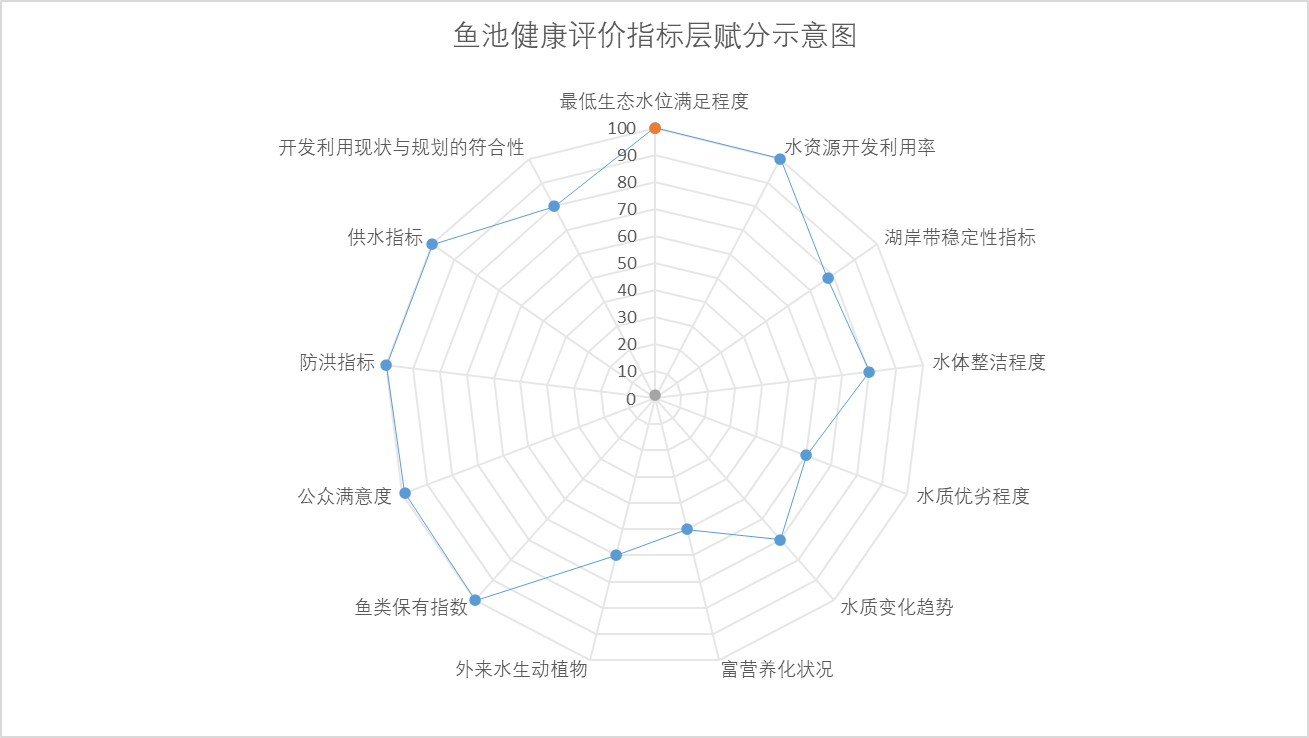 鱼池健康评价指标层赋分示意图
最低生态水位满足程度
水资源开发利用率
湖岸带稳定性指标
水体整洁程度
水质优劣程度
水质变化趋势
富营养化状况
外来水生动植物
鱼类保有指数
公众满意度
防洪指标
供水指标
开发利用现状与规划的符合性
100
90
80
70
60
50
40
30
20
10
0